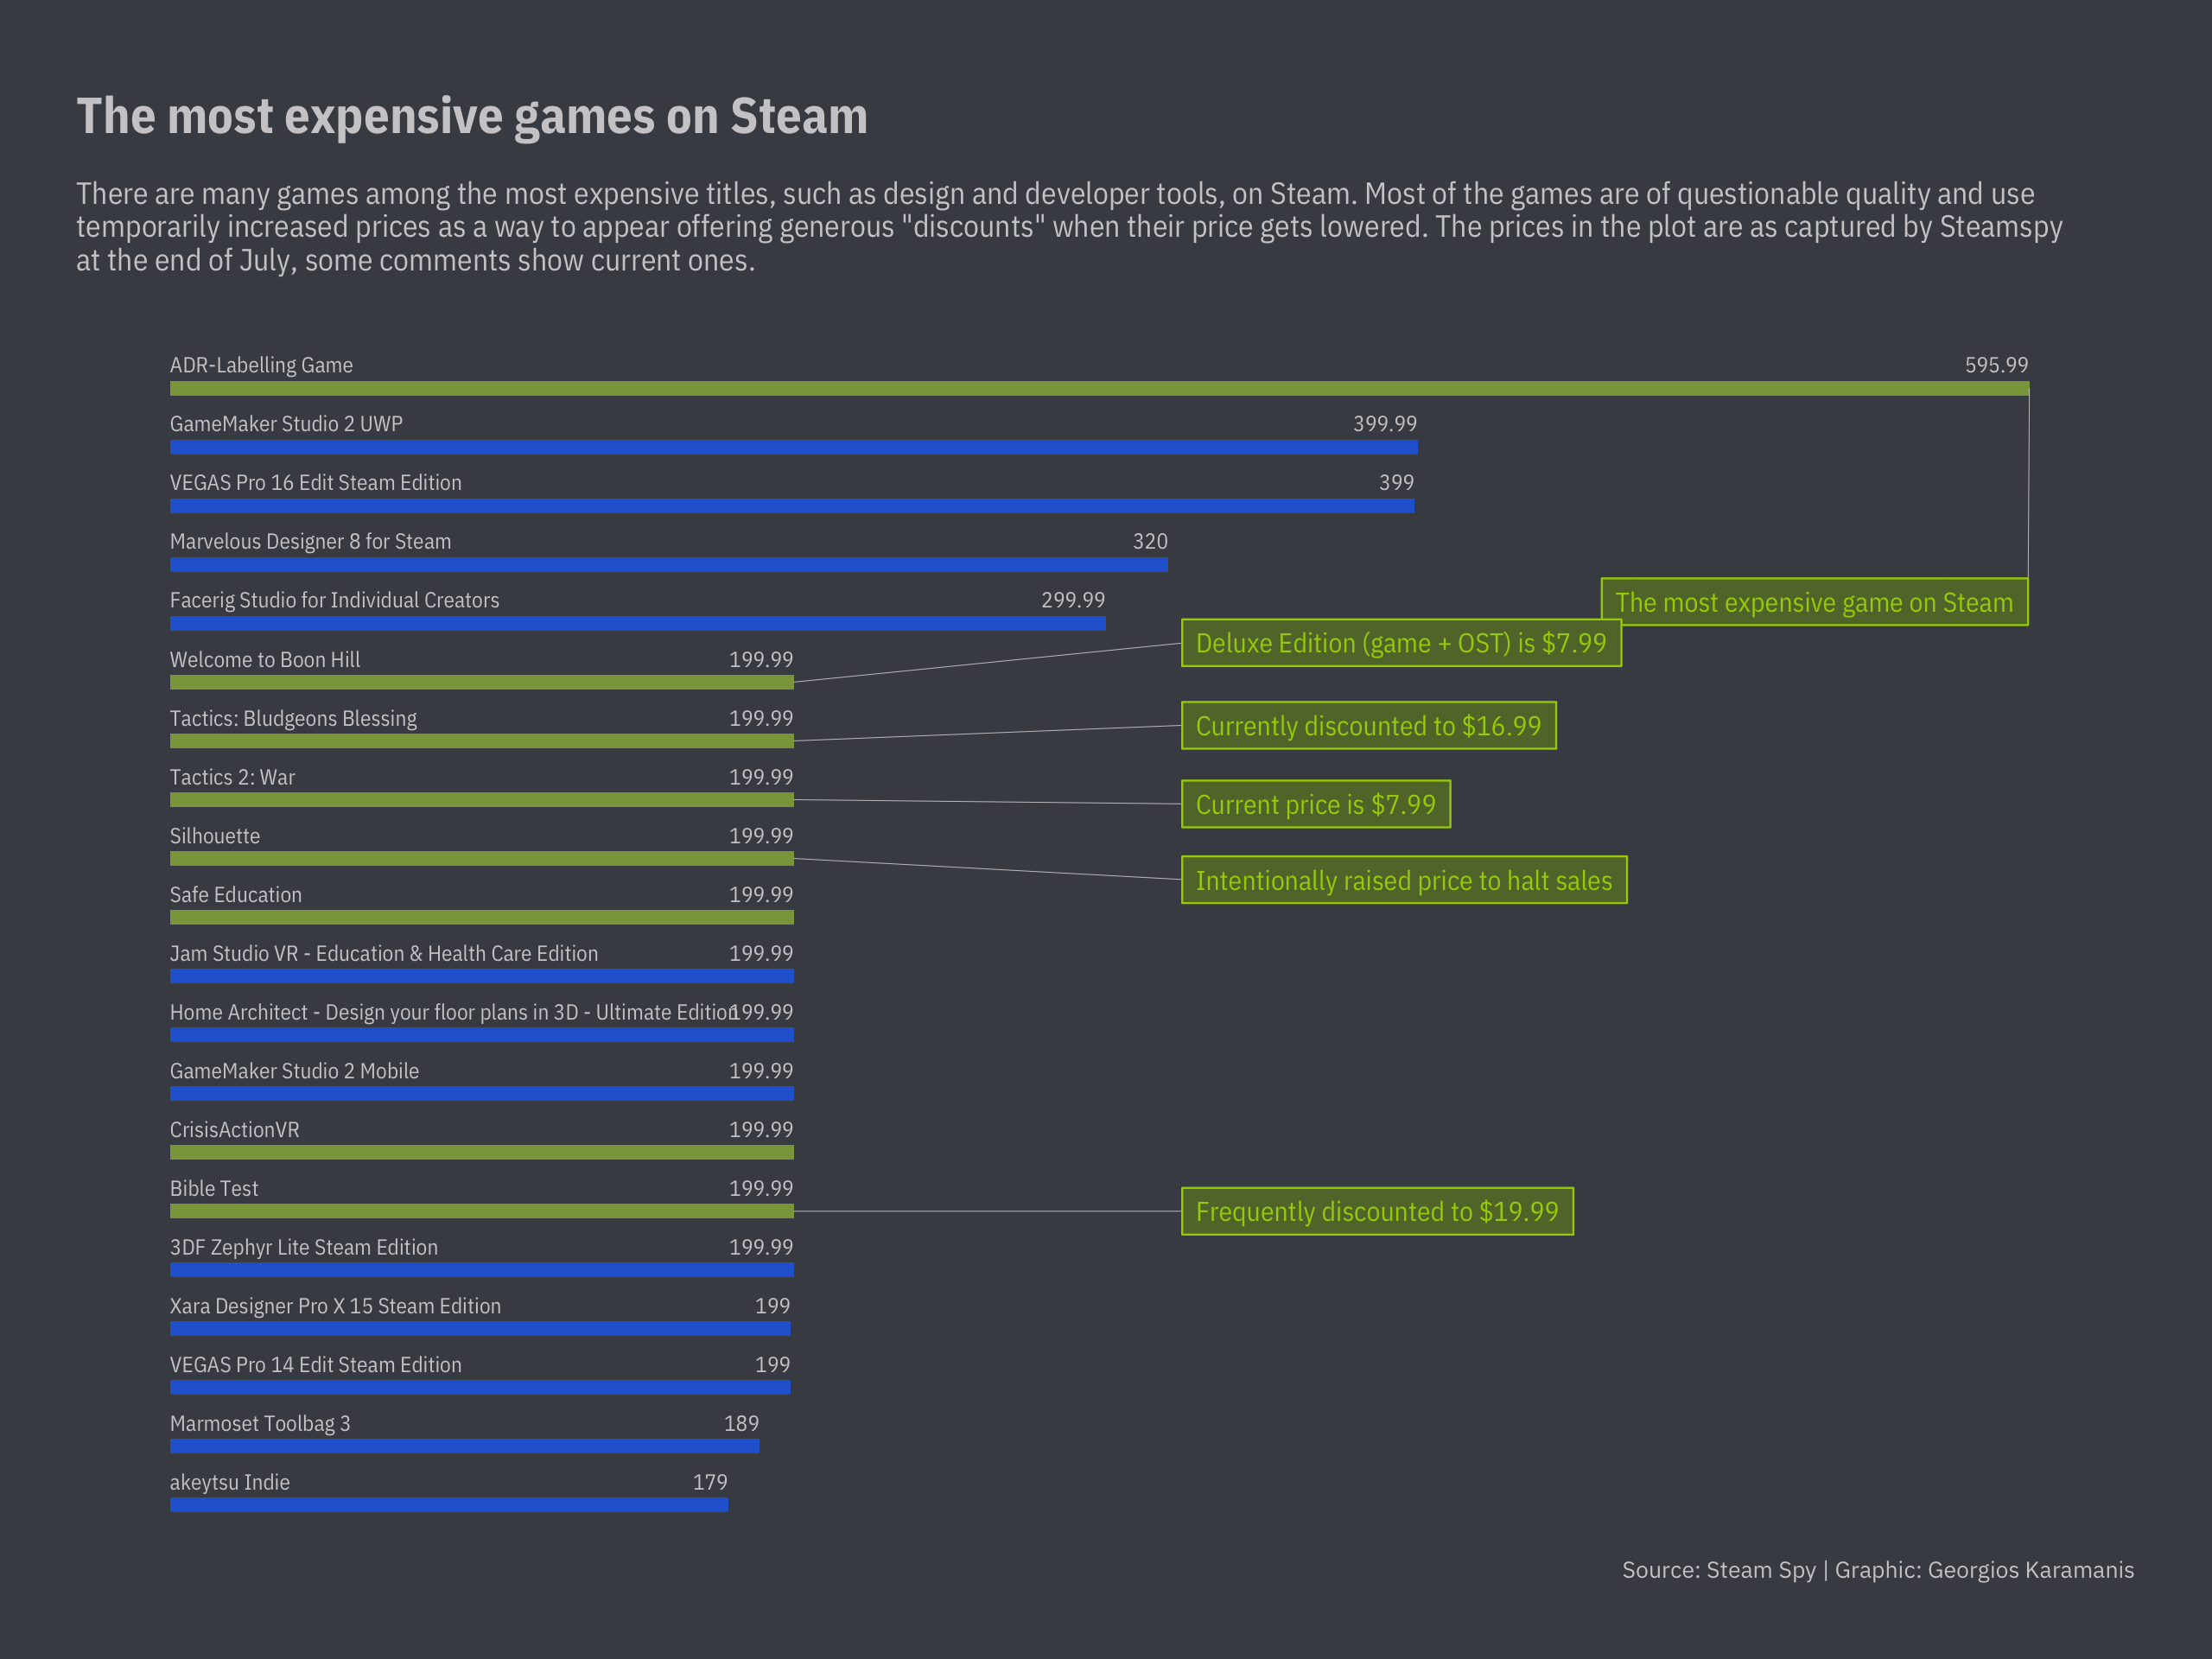 The most expensive games on Steam
There are many games among the most expensive titles, such as design and developer tools, on Steam. Most of the games are of questionable quality and use
temporarily increased prices as a way to appear offering generous "discounts" when their price gets lowered. The prices in the plot are as captured by Steamspy
at the end of July, some comments show current ones.
ADR-Labelling Game 595.99
GameMaker Studio 2 UWP 399.99
VEGAS Pro 16 Edit Steam Edition 399
Marvelous Designer 8 for Steam 320
Facerig Studio for Individual Creators 299.99
The most expensive game on Steam
Deluxe Edition (game + OST) is $7.99
Welcome to Boon Hill 199.99
Tactics: Bludgeons Blessing 199.99
Currently discounted to $16.99
Tactics 2: War 199.99
Current price is $7.99
Silhouette 199.99
Intentionally raised price to halt sales
Safe Education 199.99
Jam Studio VR - Education & Health Care Edition 199.99
Home Architect - Design your floor plans in 3D - Ultimate Edition 199.99
GameMaker Studio 2 Mobile 199.99
CrisisActionVR 199.99
Bible Test 199.99
Frequently discounted to $19.99
3DF Zephyr Lite Steam Edition 199.99
Xara Designer Pro X 15 Steam Edition 199
VEGAS Pro 14 Edit Steam Edition 199
Marmoset Toolbag 3 189
akeytsu Indie 179
Source: Steam Spy | Graphic: Georgios Karamanis